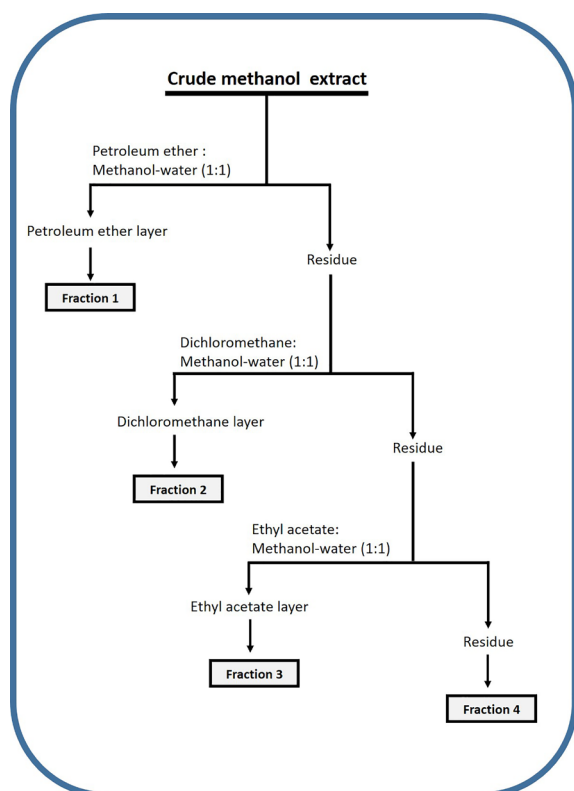 Crude methanol extract
Petroleum ether :
Methanol-water (1:1)
Petroleum ether layer
Residue
Fraction 1
Dichloromethane:
Methanol-water (1:1)
Dichloromethane layer
Residue
Fraction 2
Ethyl acetate:
Methanol-water (1:1)
Ethyl acetate layer
Residue
Fraction 3
Fraction 4